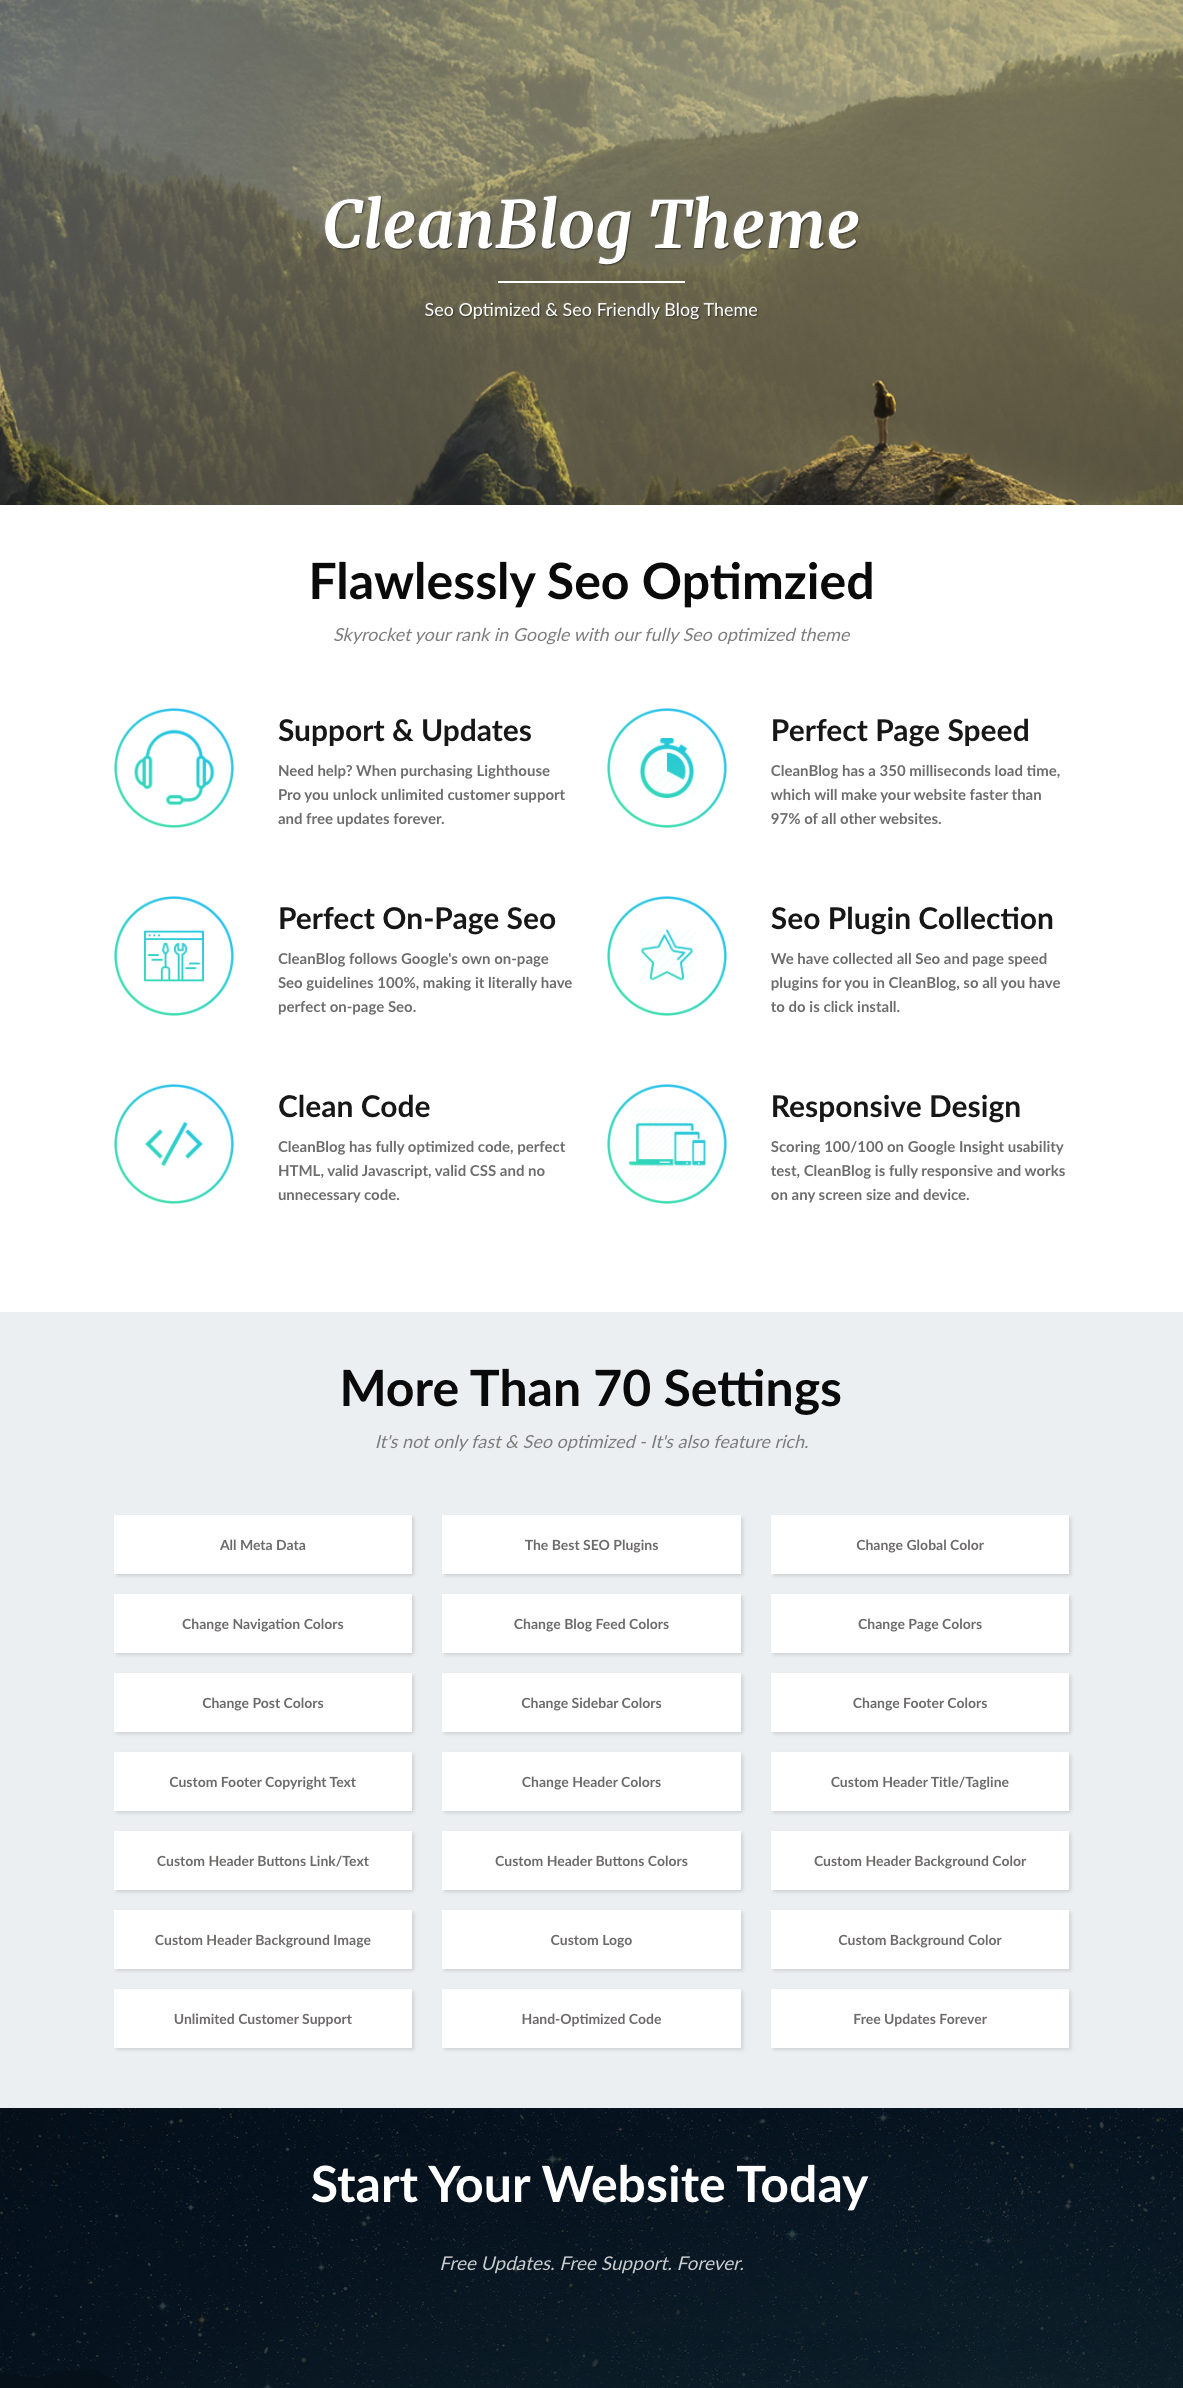 CleanBlog Theme
Seo Optimized & Seo Friendly Blog Theme
Flawlessly Seo Optimzied
Skyrocket your rank in Google with our fully Seo optimized theme
Support & Updates
Need help? When purchasing Lighthouse
Pro you unlock unlimited customer support
and free updates forever.
Perfect Page Speed
CleanBlog has a 350 milliseconds load time,
which will make your website faster than
97% of all other websites.
Perfect On-Page Seo
CleanBlog follows Google's own on-page
Seo guidelines 100%, making it literally have
perfect on-page Seo.
Seo Plugin Collection
We have collected all Seo and page speed
plugins for you in CleanBlog, so all you have
to do is click install.
Clean Code
CleanBlog has fully optimized code, perfect
HTML, valid Javascript, valid CSS and no
unnecessary code.
Responsive Design
Scoring 100/100 on Google Insight usability
test, CleanBlog is fully responsive and works
on any screen size and device.
More Than 70 Settings
It's not only fast & Seo optimized - It's also feature rich.
All Meta Data
The Best SEO Plugins
Change Global Color
Change Navigation Colors
Change Blog Feed Colors
Change Page Colors
Change Post Colors
Change Sidebar Colors
Change Footer Colors
Custom Footer Copyright Text
Change Header Colors
Custom Header Title/Tagline
Custom Header Buttons Link/Text
Custom Header Buttons Colors
Custom Header Background Color
Custom Header Background Image
Custom Logo
Custom Background Color
Unlimited Customer Support
Hand-Optimized Code
Free Updates Forever
Start Your Website Today
Free Updates. Free Support. Forever.